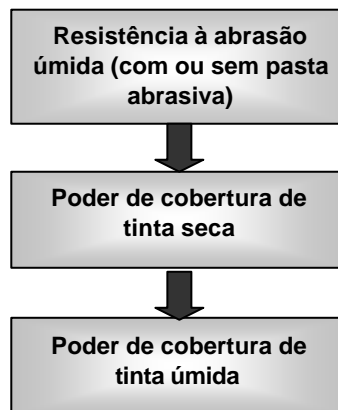 Resistência à abrasão
úmida (com ou sem pasta
abrasiva)
Poder de cobertura de
tinta seca
Poder de cobertura de
tinta úmida